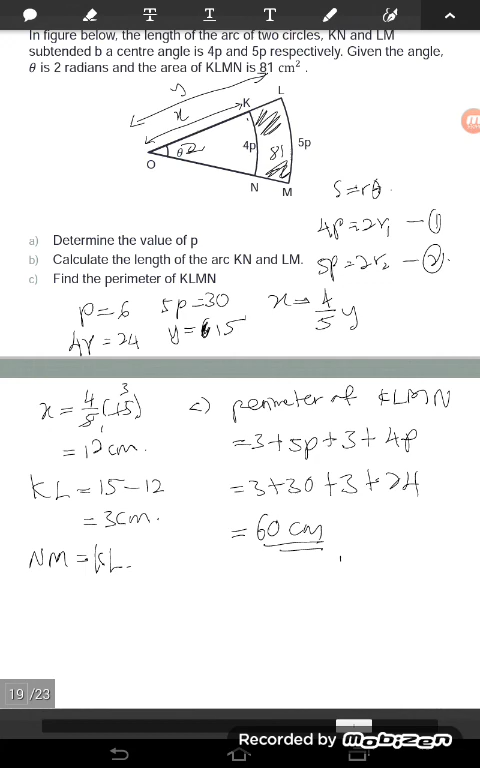 In figure below, the length of the arc of two circles, KN and LM
subtended b a centre angle is 4p and 5p respectively. Given the angle,
θ is 2 radians and the area of KLMN is 81 cm².
y
x
K
L
O
θ
4p
81
5p
N
M
S=rθ.
4p=2r₁ —①
5p=2r₂ —②.
a) Determine the value of p
b) Calculate the length of the arc KN and LM.
c) Find the perimeter of KLMN
p=6 5p=30 x= 4/5 y
4p=24 y=15
x= 4/5 (15)
3
1
=12cm.
KL=15-12
=3cm.
NM=KL.
c) perimeter of KLMN
=3+5p+3+4p
=3+30+3+24
=60 cm
19 /23
Recorded by mobizen